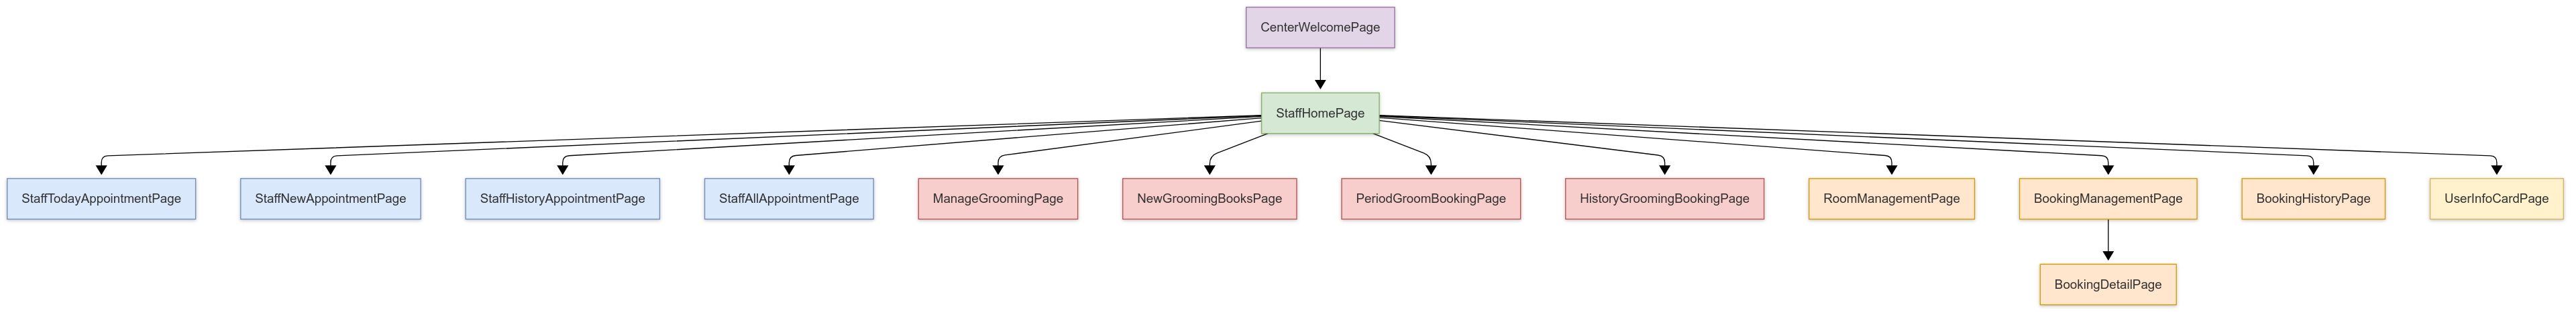 CenterWelcomePage
StaffHomePage
StaffTodayAppointmentPage
StaffNewAppointmentPage
StaffHistoryAppointmentPage
StaffAllAppointmentPage
ManageGroomingPage
NewGroomingBooksPage
PeriodGroomBookingPage
HistoryGroomingBookingPage
RoomManagementPage
BookingManagementPage
BookingHistoryPage
UserInfoCardPage
BookingDetailPage